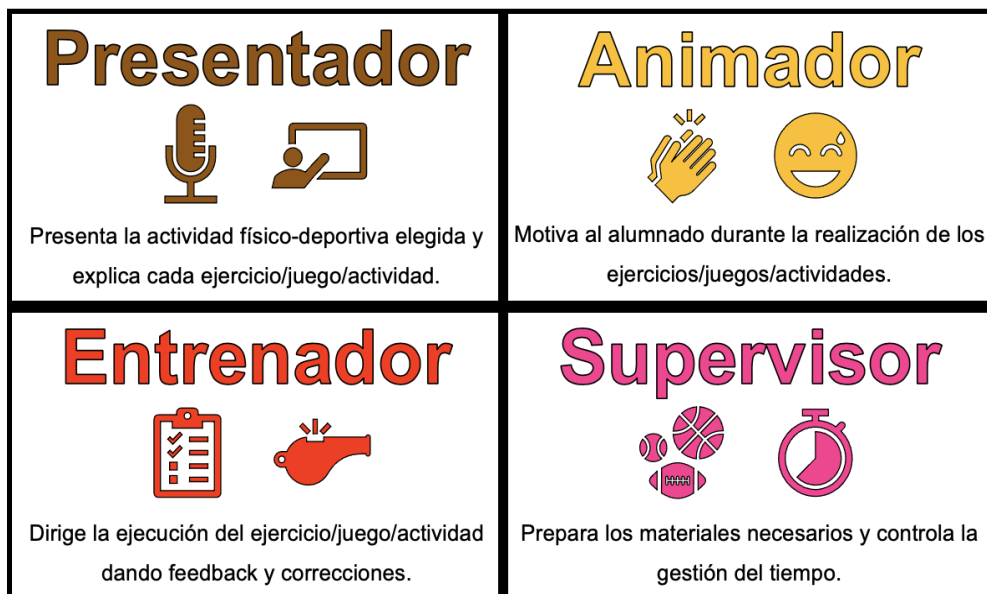 Presentador
Presenta la actividad físico-deportiva elegida y
explica cada ejercicio/juego/actividad.
Animador
Motiva al alumnado durante la realización de los
ejercicios/juegos/actividades.
Entrenador
Dirige la ejecución del ejercicio/juego/actividad
dando feedback y correcciones.
Supervisor
Prepara los materiales necesarios y controla la
gestión del tiempo.